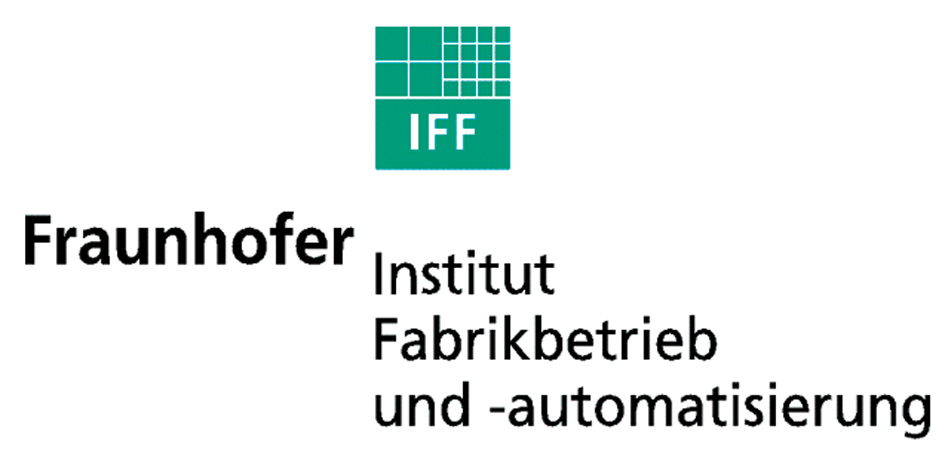 IFF
Fraunhofer
Institut
Fabrikbetrieb
und -automatisierung